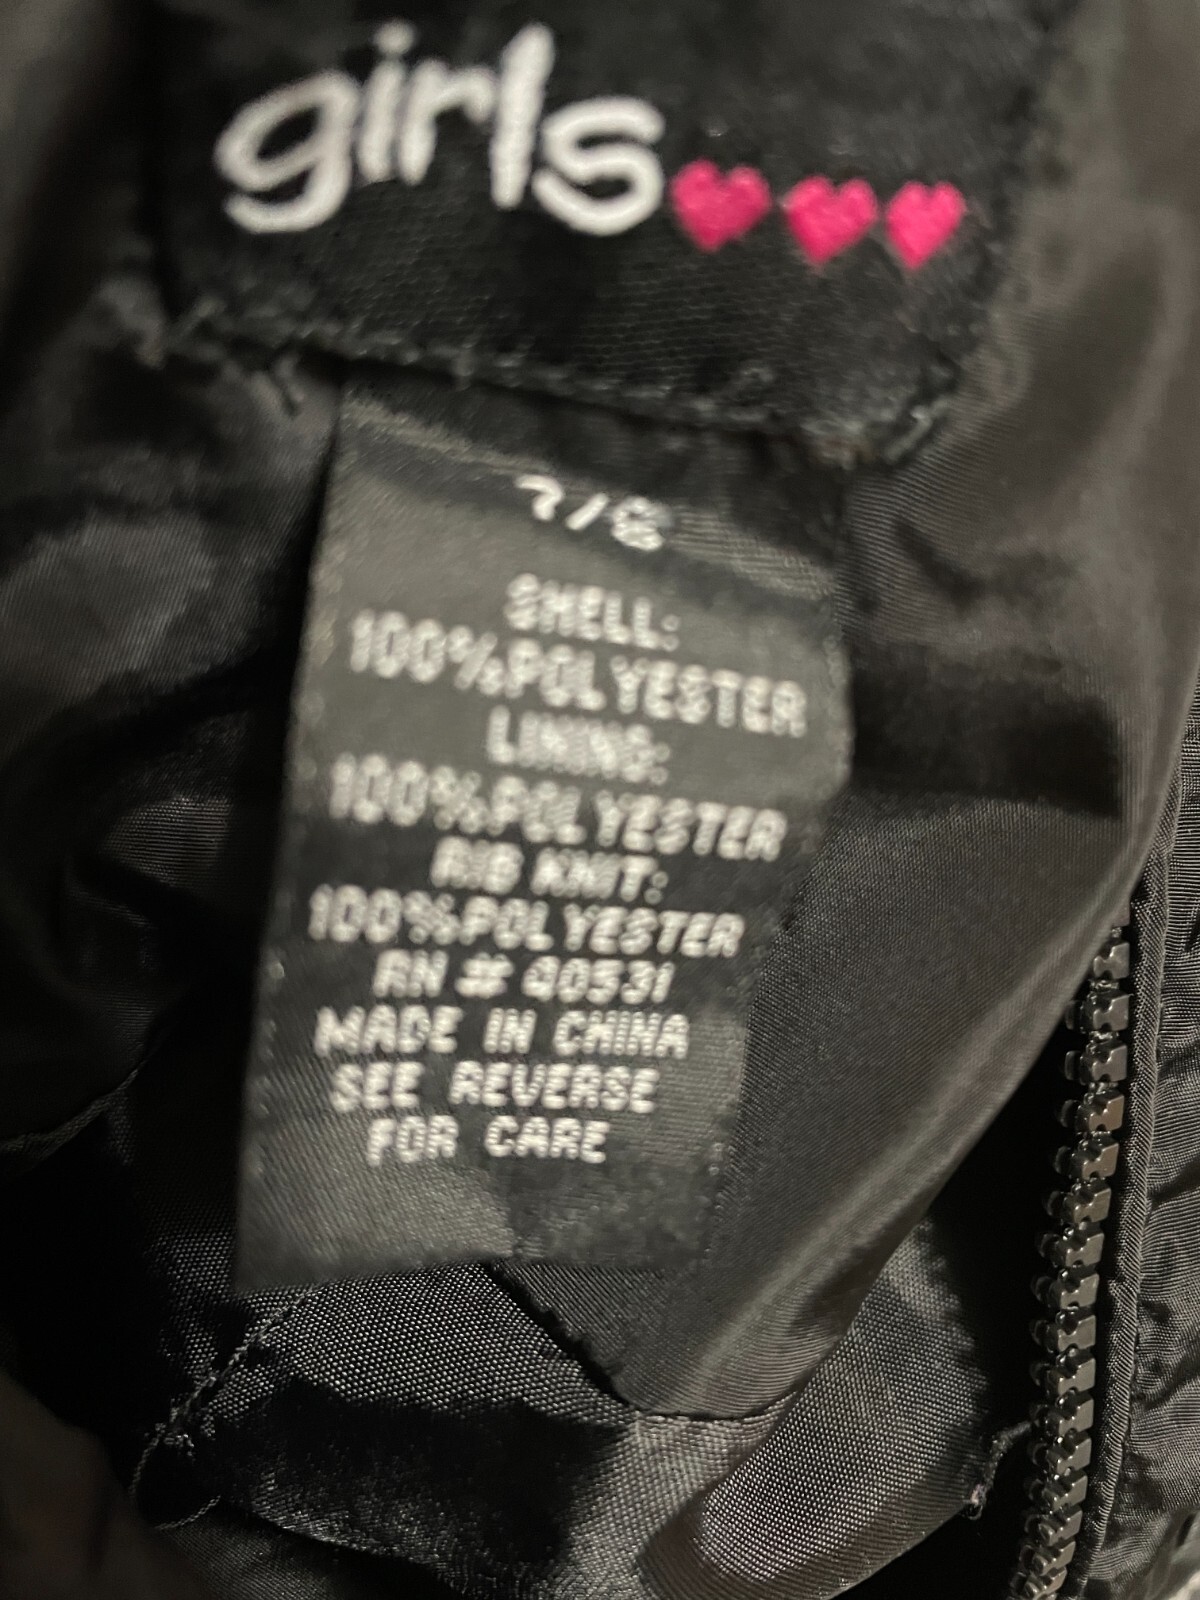 girls
7/8
SHELL:
100%POLYESTER
LINING:
100%POLYESTER
RIB KNIT:
100%POLYESTER
RN #
MADE IN CHINA
SEE REVERSE
FOR CARE